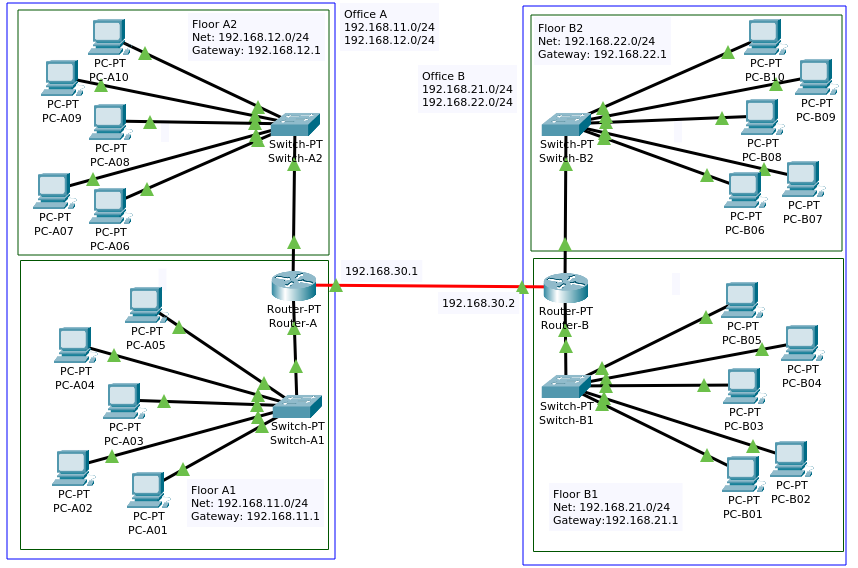 Floor A2
Net: 192.168.12.0/24
Gateway: 192.168.12.1
PC-PT
PC-A10
PC-PT
PC-A09
PC-PT
PC-A08
PC-PT
PC-A07
PC-PT
PC-A06
Switch-PT
Switch-A2
Office A
192.168.11.0/24
192.168.12.0/24
Office B
192.168.21.0/24
192.168.22.0/24
Floor B2
Net: 192.168.22.0/24
Gateway: 192.168.22.1
PC-PT
PC-B10
PC-PT
PC-B09
PC-PT
PC-B08
PC-PT
PC-B07
PC-PT
PC-B06
Switch-PT
Switch-B2
192.168.30.1
192.168.30.2
Router-PT
Router-A
Router-PT
Router-B
PC-PT
PC-A05
PC-PT
PC-A04
PC-PT
PC-A03
PC-PT
PC-A02
PC-PT
PC-A01
Switch-PT
Switch-A1
Floor A1
Net: 192.168.11.0/24
Gateway: 192.168.11.1
PC-PT
PC-B05
PC-PT
PC-B04
PC-PT
PC-B03
PC-PT
PC-B02
PC-PT
PC-B01
Switch-PT
Switch-B1
Floor B1
Net: 192.168.21.0/24
Gateway:192.168.21.1